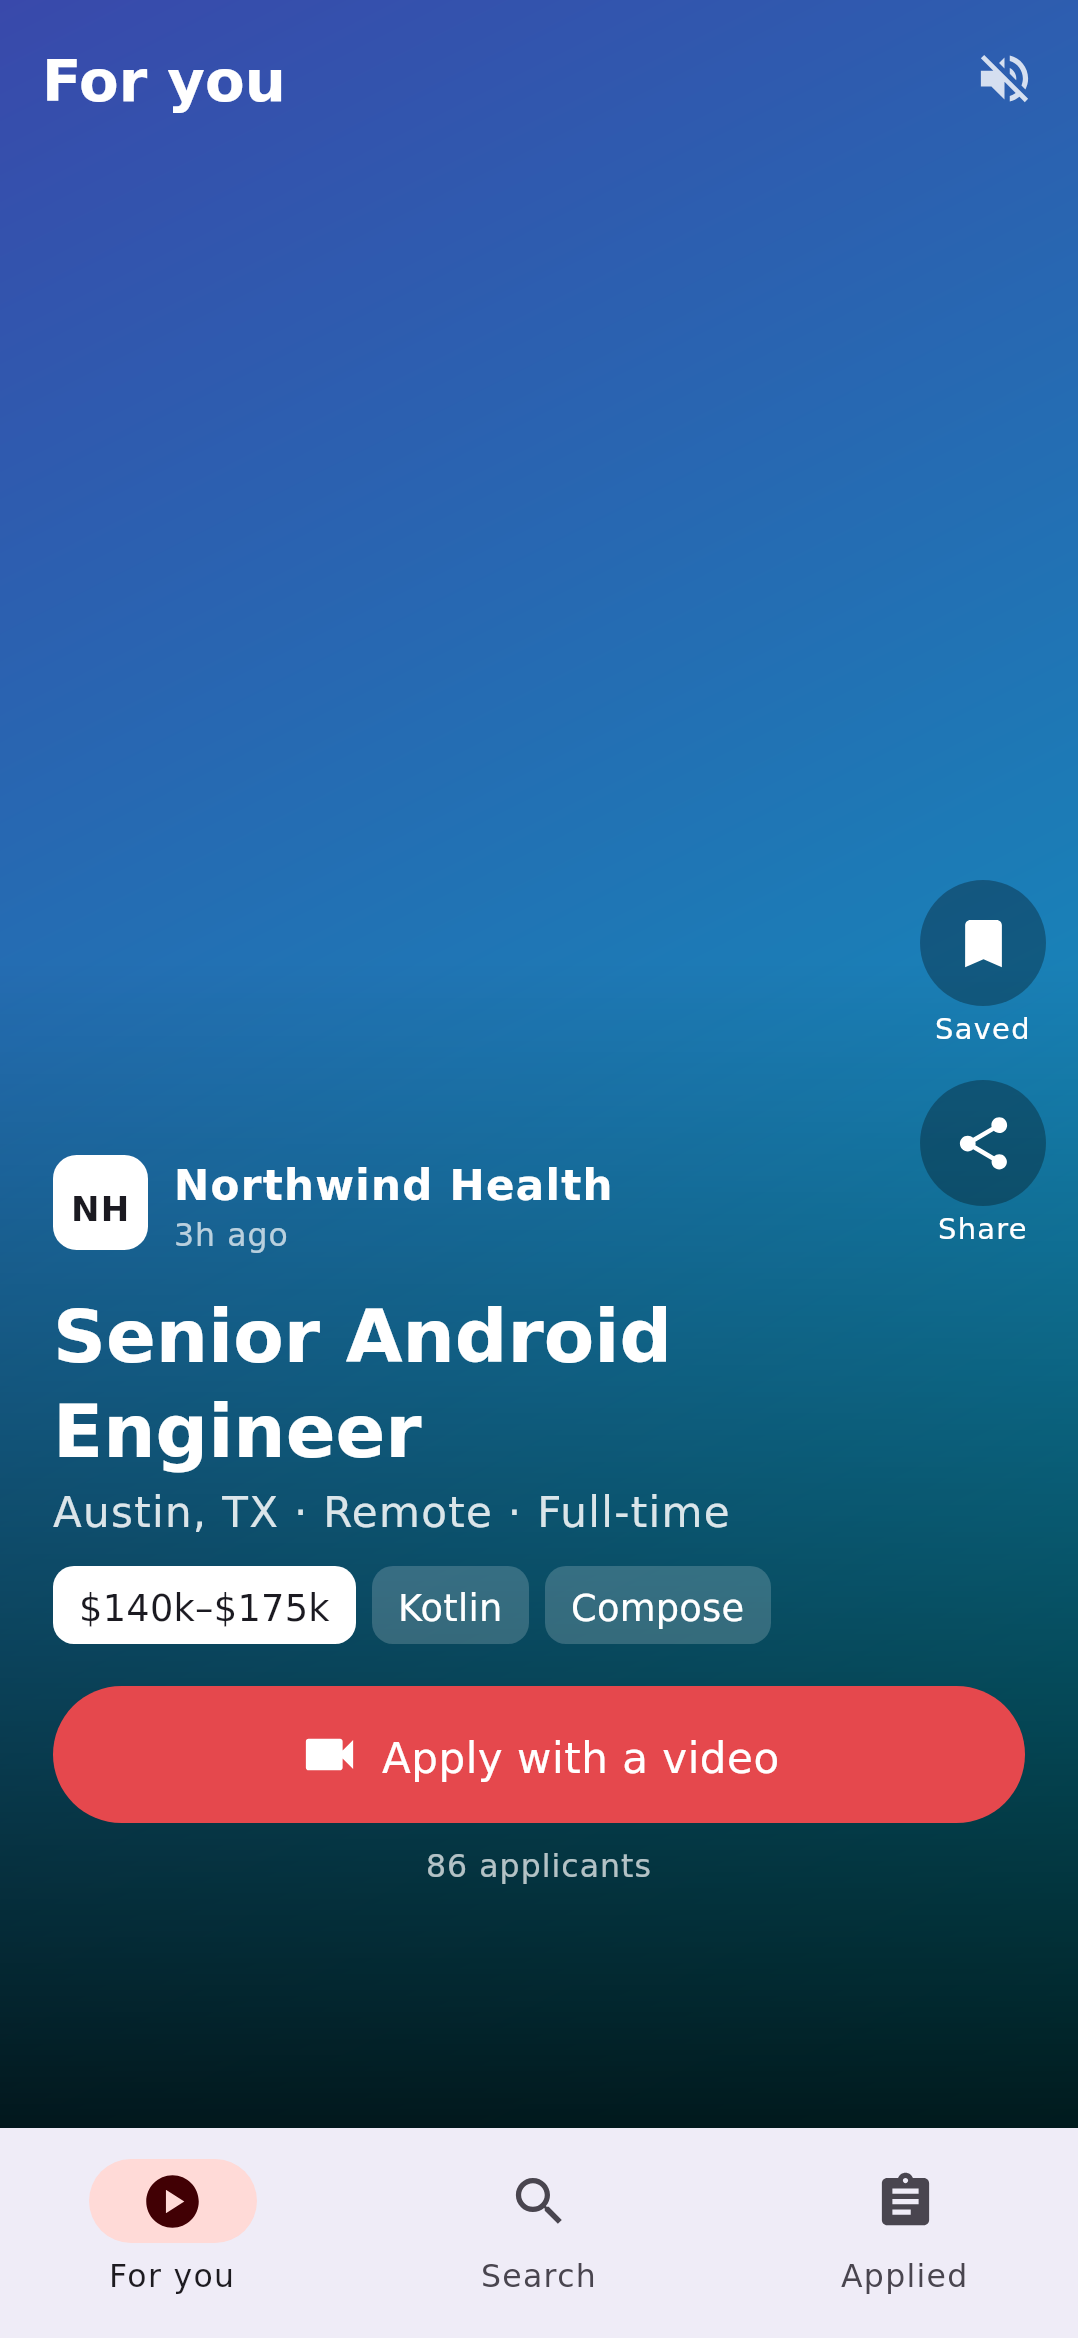 For you
Saved
Share
NH
Northwind Health
3h ago
Senior Android
Engineer
Austin, TX · Remote · Full-time
$140k–$175k
Kotlin
Compose
Apply with a video
86 applicants
For you
Search
Applied